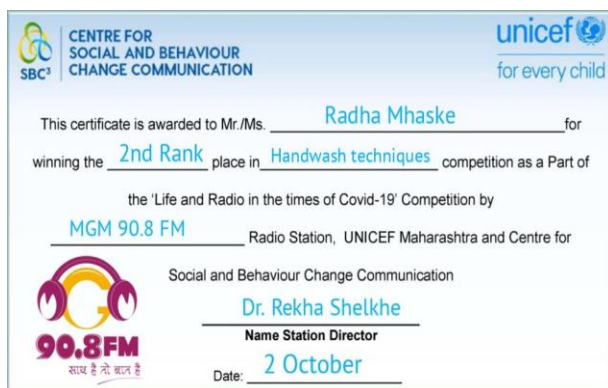 CENTRE FOR
SOCIAL AND BEHAVIOUR
CHANGE COMMUNICATION
SBC³
unicef
for every child
This certificate is awarded to Mr./Ms. Radha Mhaske for
winning the 2nd Rank place in Handwash techniques competition as a Part of
the 'Life and Radio in the times of Covid-19' Competition by
MGM 90.8 FM Radio Station, UNICEF Maharashtra and Centre for
Social and Behaviour Change Communication
Dr. Rekha Shelkhe
Name Station Director
Date: 2 October
90.8FM
साथ है तो बात है